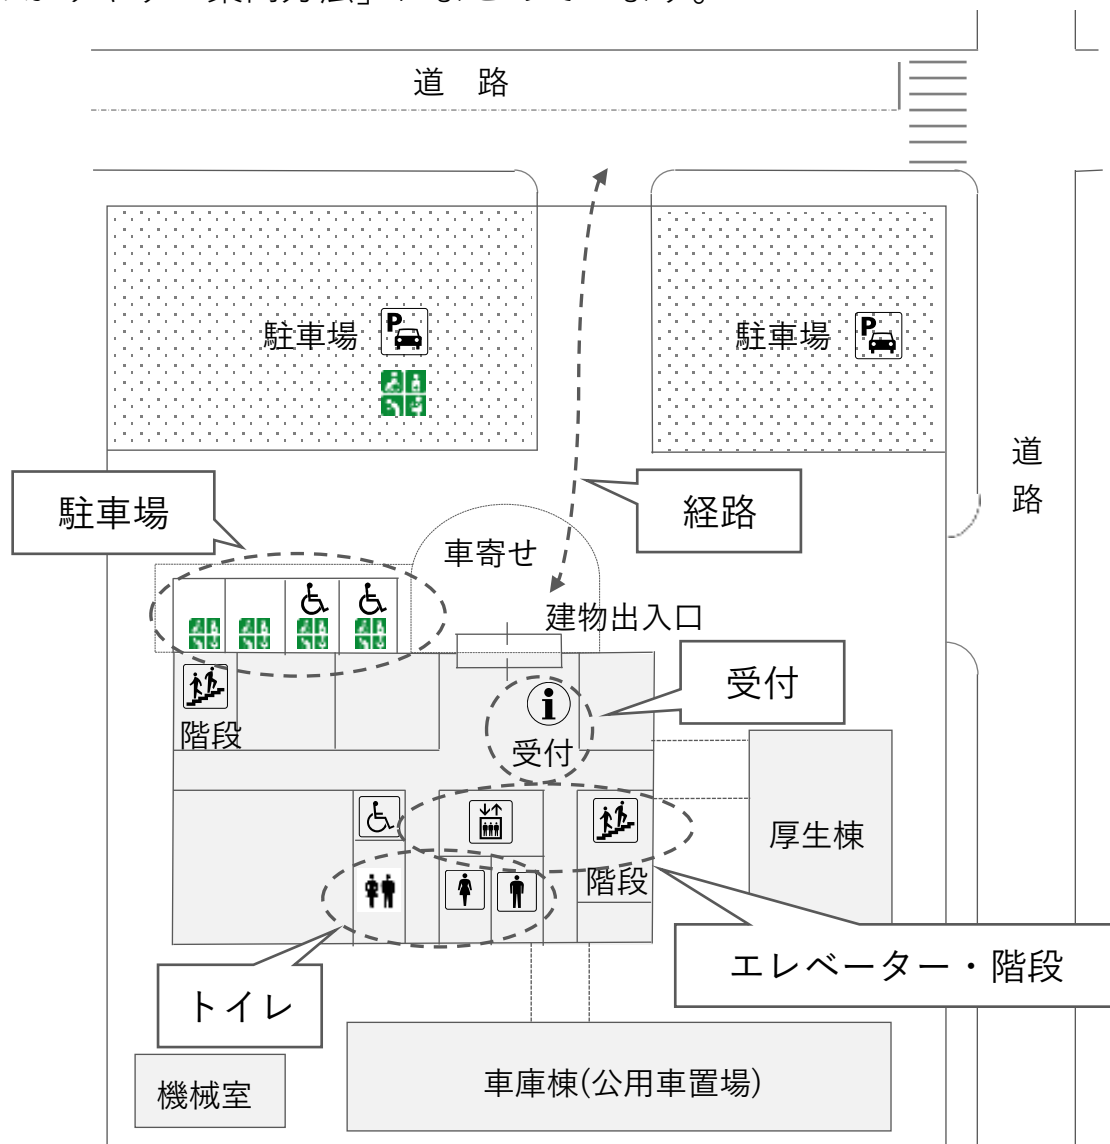 道　路
駐車場
P
駐車場
P
道
路
駐車場
経路
車寄せ
建物出入口
受付
i
階段
受付
厚生棟
階段
エレベーター・階段
トイレ
機械室
車庫棟(公用車置場)